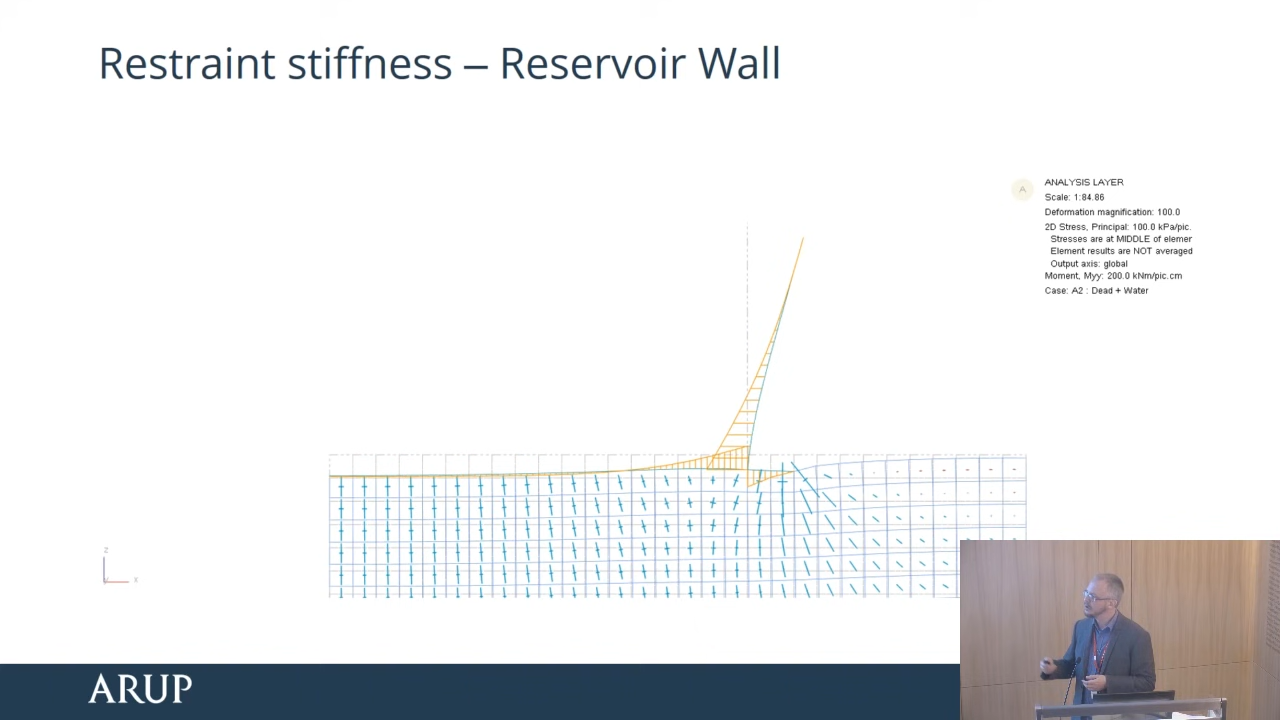 Restraint stiffness – Reservoir Wall
A
ANALYSIS LAYER
Scale: 1:84.86
Deformation magnification: 100.0
2D Stress, Principal: 100.0 kPa/pic.
Stresses are at MIDDLE of elemer
Element results are NOT averaged
Output axis: global
Moment, Myy: 200.0 kNm/pic.cm
Case: A2 : Dead + Water
z
x
ARUP